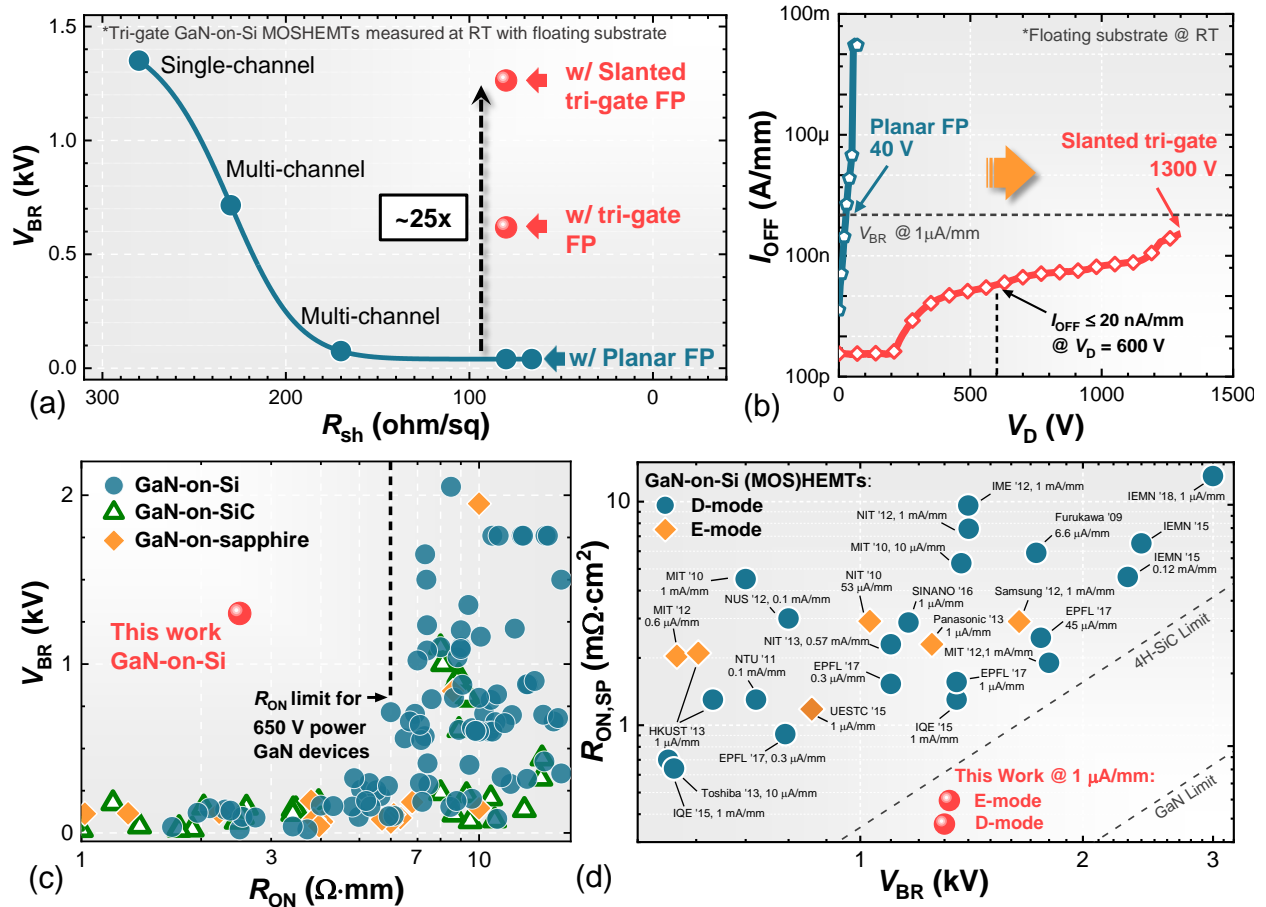 *Tri-gate GaN-on-Si MOSHEMTs measured at RT with floating substrate
Single-channel
w/ Slanted
tri-gate FP
Multi-channel
~25x
w/ tri-gate
FP
Multi-channel
w/ Planar FP
1.5
1.0
0.5
0.0
V_BR (kV)
300
200
100
0
R_sh (ohm/sq)
(a)
*Floating substrate @ RT
Planar FP
40 V
Slanted tri-gate
1300 V
V_BR @ 1μA/mm
I_OFF ≤ 20 nA/mm
@ V_D = 600 V
100m
100μ
100n
100p
I_OFF (A/mm)
0
500
1000
1500
V_D (V)
(b)
GaN-on-Si
GaN-on-SiC
GaN-on-sapphire
This work
GaN-on-Si
R_ON limit for
650 V power
GaN devices
2
1
0
V_BR (kV)
1
3
7
10
R_ON (Ω·mm)
(c)
GaN-on-Si (MOS)HEMTs:
D-mode
E-mode
IME '12, 1 mA/mm
IEMN '18, 1 μA/mm
NIT '12, 1 mA/mm
Furukawa '09
6.6 μA/mm
IEMN '15
MIT '10, 10 μA/mm
IEMN '15
0.12 mA/mm
MIT '10
1 mA/mm
NUS '12, 0.1 mA/mm
NIT '10
53 μA/mm
SINANO '16
1 μA/mm
Samsung '12, 1 mA/mm
MIT '12
0.6 μA/mm
Panasonic '13
1 μA/mm
EPFL '17
45 μA/mm
NIT '13, 0.57 mA/mm
MIT '12,1 mA/mm
NTU '11
0.1 mA/mm
EPFL '17
0.3 μA/mm
EPFL '17
1 μA/mm
HKUST '13
1 μA/mm
UESTC '15
1 μA/mm
IQE '15
1 mA/mm
EPFL '17, 0.3 μA/mm
Toshiba '13, 10 μA/mm
IQE '15, 1 mA/mm
4H-SiC Limit
GaN Limit
This Work @ 1 μA/mm:
E-mode
D-mode
10
1
R_ON,SP (mΩ·cm²)
1
2
3
V_BR (kV)
(d)